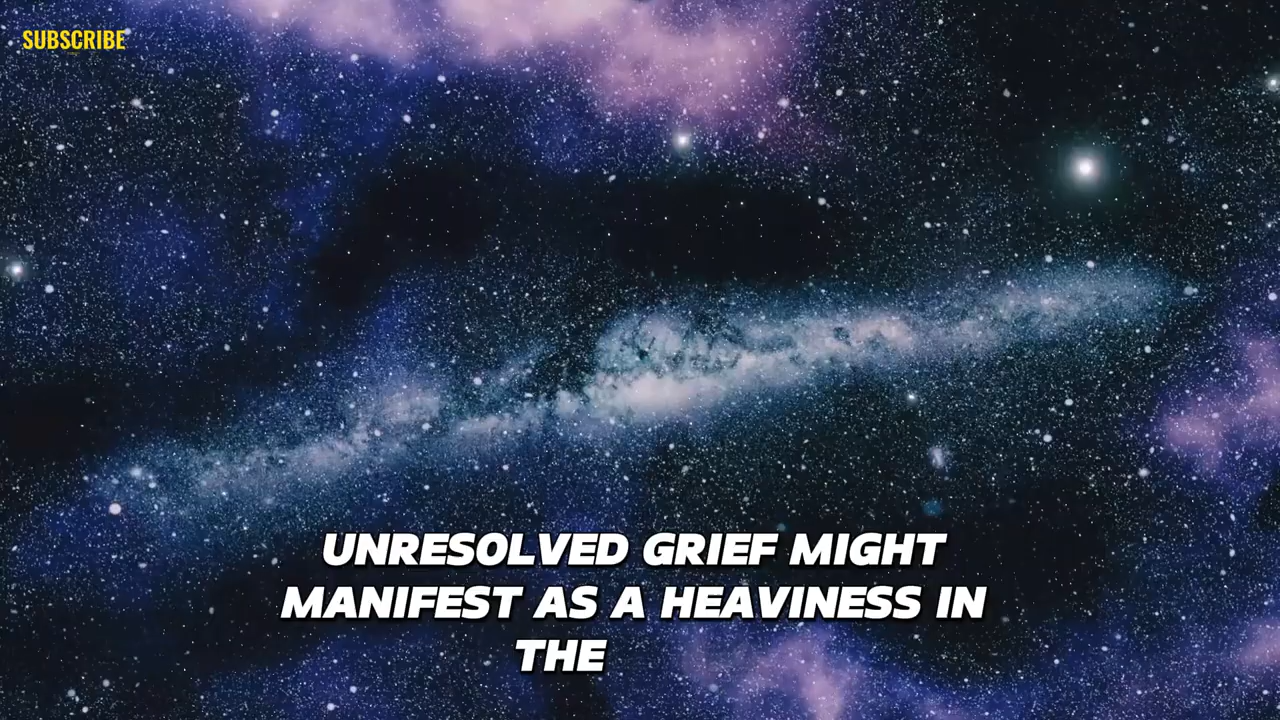 SUBSCRIBE
UNRESOLVED GRIEF MIGHT
MANIFEST AS A HEAVINESS IN
THE